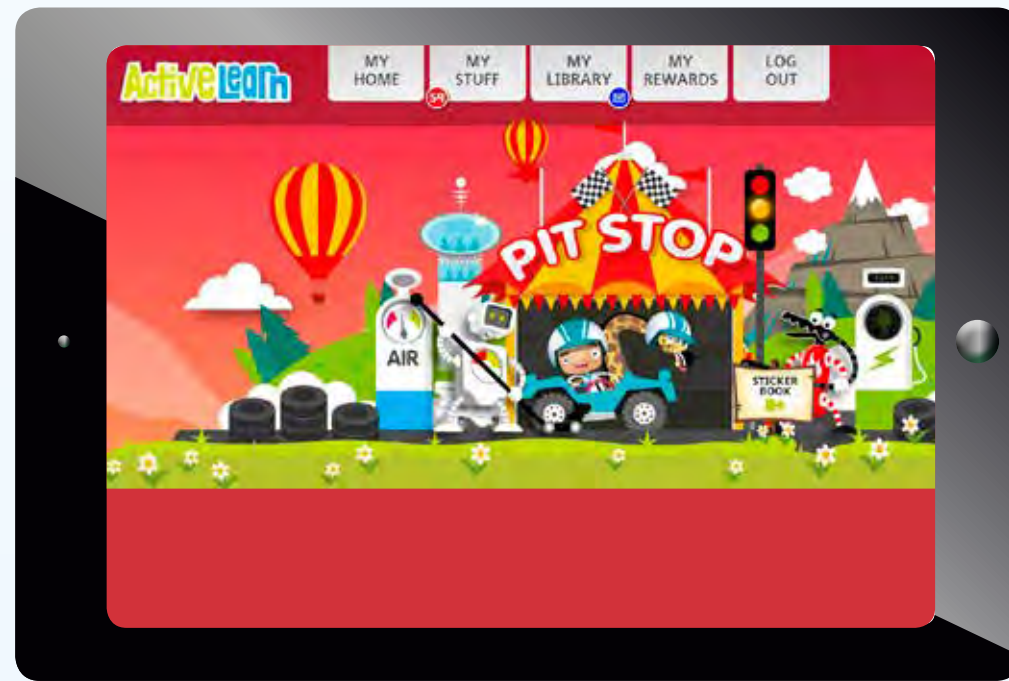 ActiveLearn
MY HOME
MY STUFF
MY LIBRARY
MY REWARDS
LOG OUT
PIT STOP
AIR
STICKER
BOOK